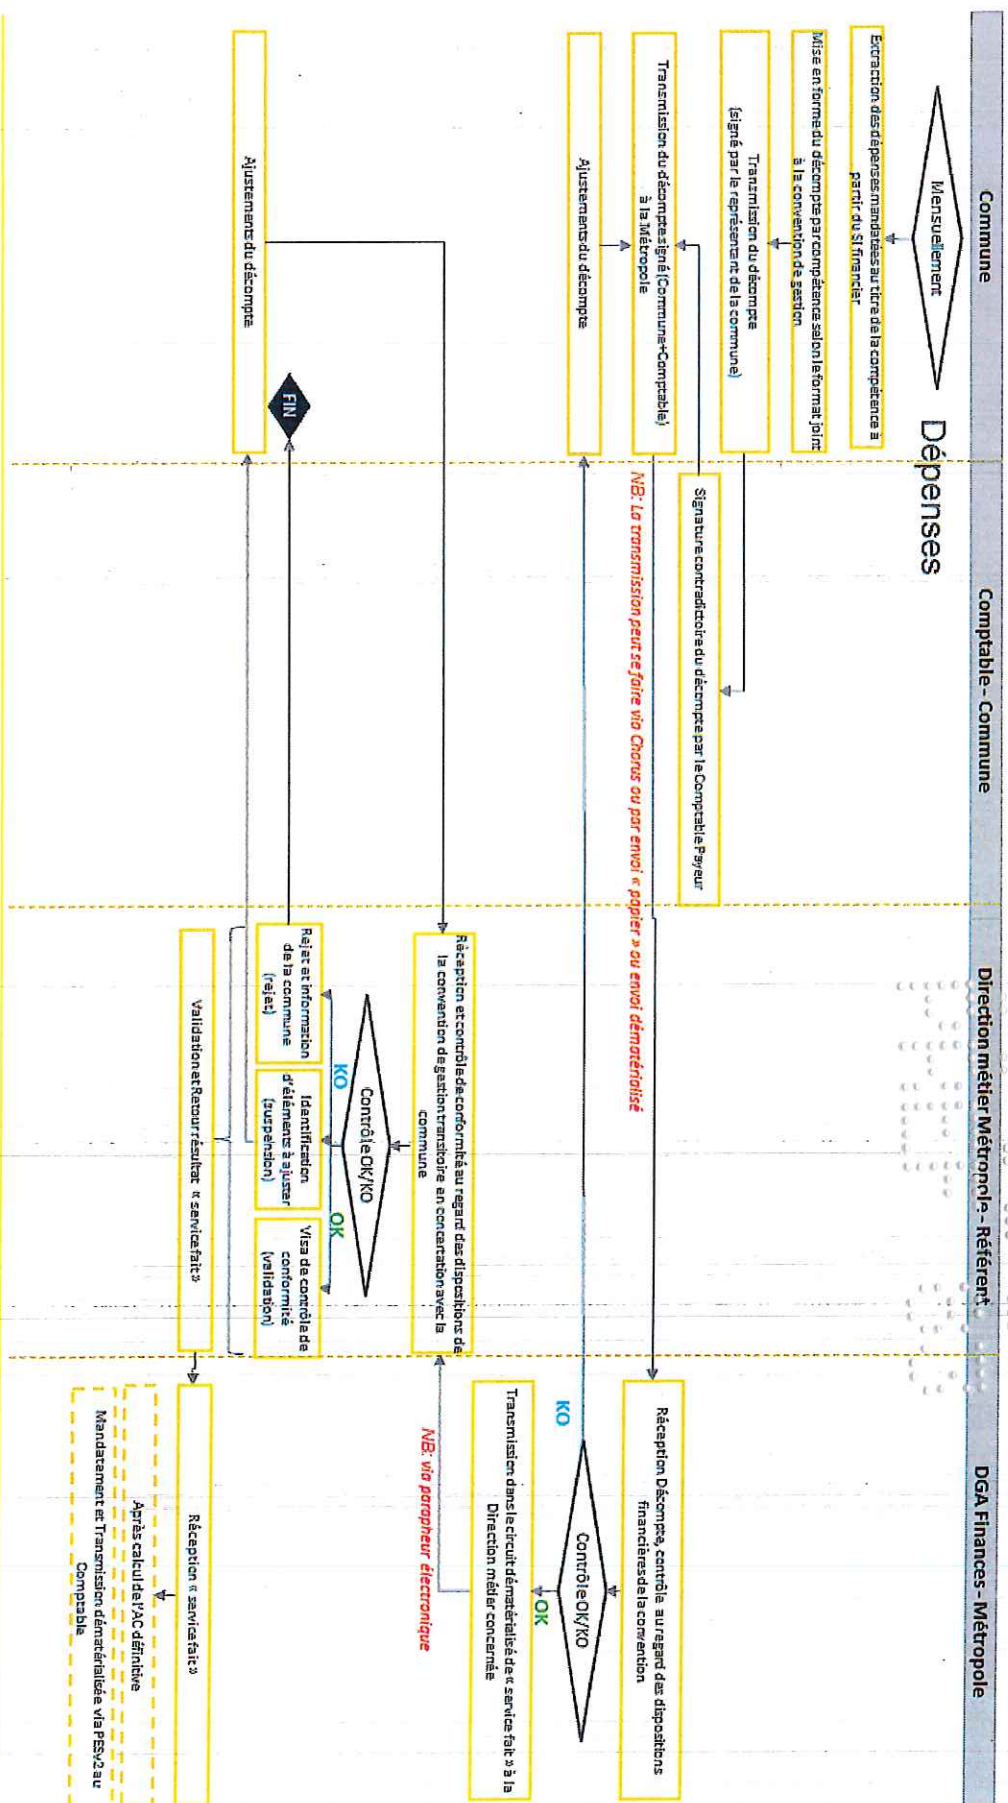 Commune
Comptable - Commune
Direction métier Métropole - Référent
DGA Finances - Métropole
Dépenses
Mensuellement
Extraction des dépenses mandatées au titre de la compétence à
partir du SI financier
Mise en forme du décompte par compétence selon le format joint
à la convention de gestion
Transmission du décompte
(signé par le représentant de la commune)
Signature contradictoire du décompte par le Comptable Payeur
Transmission du décompte signé (Commune+Comptable)
à la Métropole
NB: La transmission peut se faire via Chorus ou par envoi « papier » ou envoi dématérialisé
Réception Décompte, contrôle au regard des dispositions
financières de la convention
Ajustements du décompte
KO
Contrôle OK/KO
OK
Transmission dans le circuit dématérialisé de « service fait » à la
Direction métier concernée
NB: via parapheur électronique
Réception et contrôle de conformité au regard des dispositions de
la convention de gestion transitoire en concertation avec la
commune
Contrôle OK/KO
KO
OK
Rejet et information
de la commune
(rejet)
Identification
d'éléments à ajuster
(suspension)
Visa de contrôle de
conformité
(validation)
FIN
Ajustements du décompte
Validation et Retour résultat « service fait »
Réception « service fait »
Après calcul de l'AC définitive
Mandatement et Transmission dématérialisée via PESv2 au
Comptable